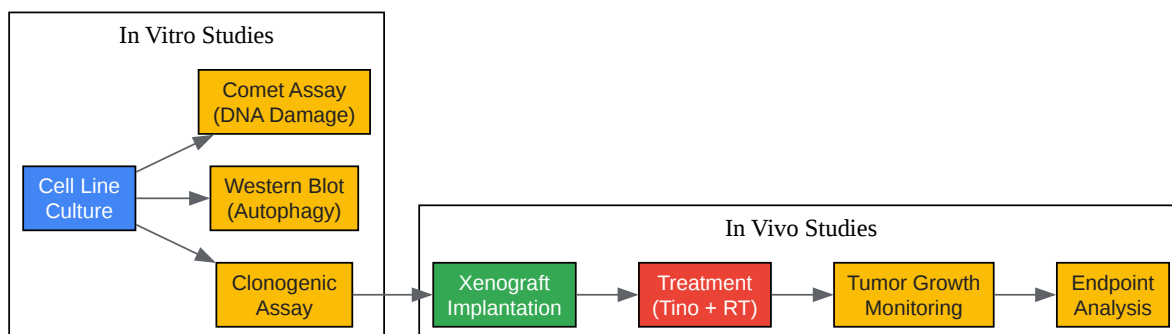 In Vitro Studies
Comet Assay
(DNA Damage)
Cell Line
Culture
Western Blot
(Autophagy)
Clonogenic
Assay
In Vivo Studies
Xenograft
Implantation
Treatment
(Tino + RT)
Tumor Growth
Monitoring
Endpoint
Analysis